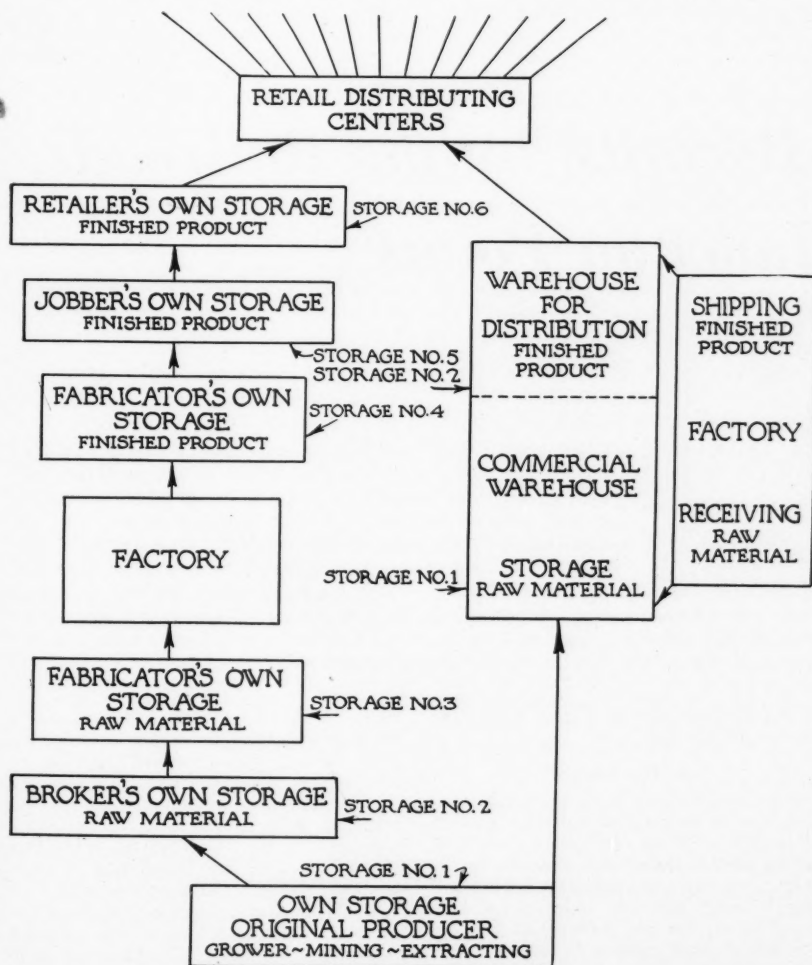 RETAIL DISTRIBUTING
CENTERS
RETAILER'S OWN STORAGE
FINISHED PRODUCT
STORAGE NO.6
JOBBER'S OWN STORAGE
FINISHED PRODUCT
STORAGE NO.5
STORAGE NO.2
FABRICATOR'S OWN
STORAGE
FINISHED PRODUCT
STORAGE NO.4
FACTORY
FABRICATOR'S OWN
STORAGE
RAW MATERIAL
STORAGE NO.3
BROKER'S OWN STORAGE
RAW MATERIAL
STORAGE NO.2
STORAGE NO.1
OWN STORAGE
ORIGINAL PRODUCER
GROWER~MINING~EXTRACTING
WAREHOUSE
FOR
DISTRIBUTION
FINISHED
PRODUCT
COMMERCIAL
WAREHOUSE
STORAGE NO.1
STORAGE
RAW MATERIAL
SHIPPING
FINISHED
PRODUCT
FACTORY
RECEIVING
RAW
MATERIAL